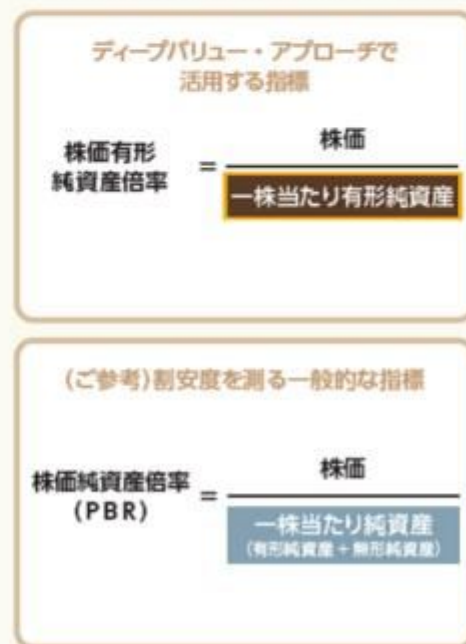 ディープバリュー・アプローチで
活用する指標
株価有形
純資産倍率
=
株価
一株当たり有形純資産
(ご参考)割安度を測る一般的な指標
株価純資産倍率
(PBR)
=
株価
一株当たり純資産
(有形純資産+無形純資産)